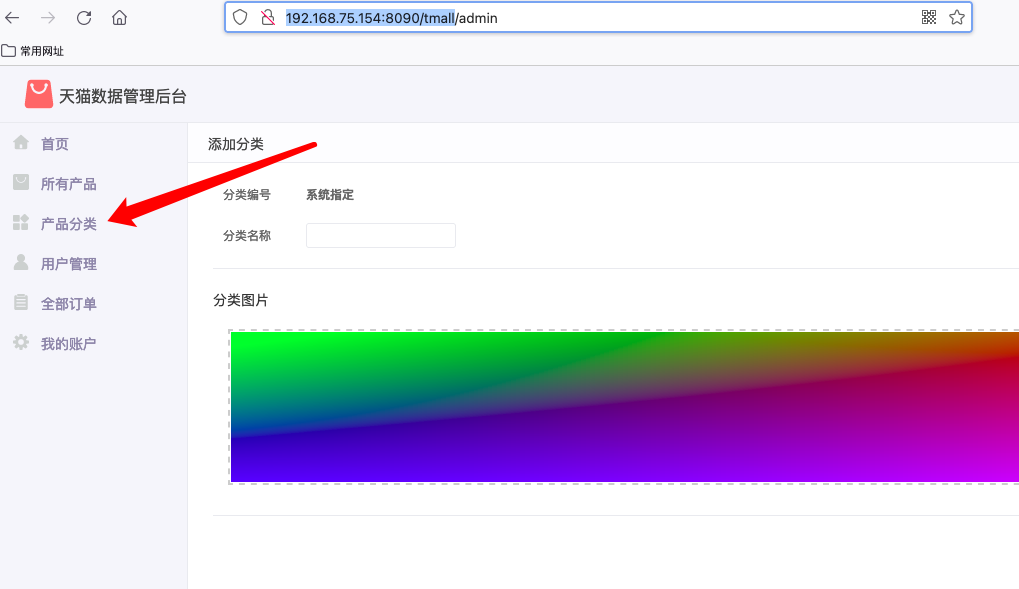 192.168.75.154:8090/tmall/admin
常用网址
天猫数据管理后台
首页
所有产品
产品分类
用户管理
全部订单
我的账户
添加分类
分类编号 系统指定
分类名称
分类图片